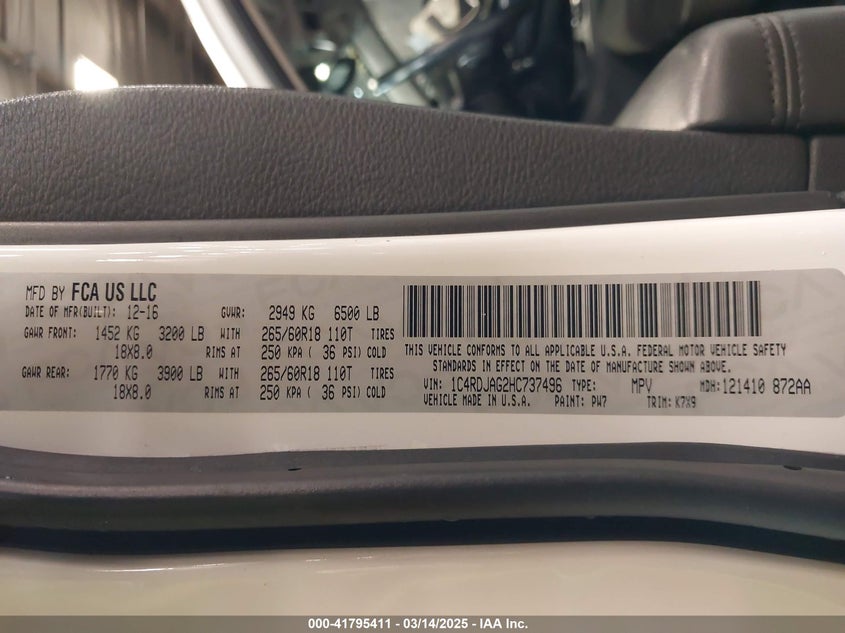 MFD BY FCA US LLC
DATE OF MFR(BUILT): 12-16 GVWR: 2949 KG 6500 LB
GAWR FRONT: 1452 KG 3200 LB WITH 265/60R18 110T TIRES
18X8.0 RIMS AT 250 KPA ( 36 PSI) COLD
GAWR REAR: 1770 KG 3900 LB WITH 265/60R18 110T TIRES
18X8.0 RIMS AT 250 KPA ( 36 PSI) COLD
THIS VEHICLE CONFORMS TO ALL APPLICABLE U.S.A. FEDERAL MOTOR VEHICLE SAFETY
STANDARDS IN EFFECT ON THE DATE OF MANUFACTURE SHOWN ABOVE.
VIN: 1C4RDJAG2HC737496 TYPE: MPV MDH: 121410 872AA
VEHICLE MADE IN U.S.A. PAINT: PW7 TRIM: K7X9
000-41795411 - 03/14/2025 - IAA Inc.